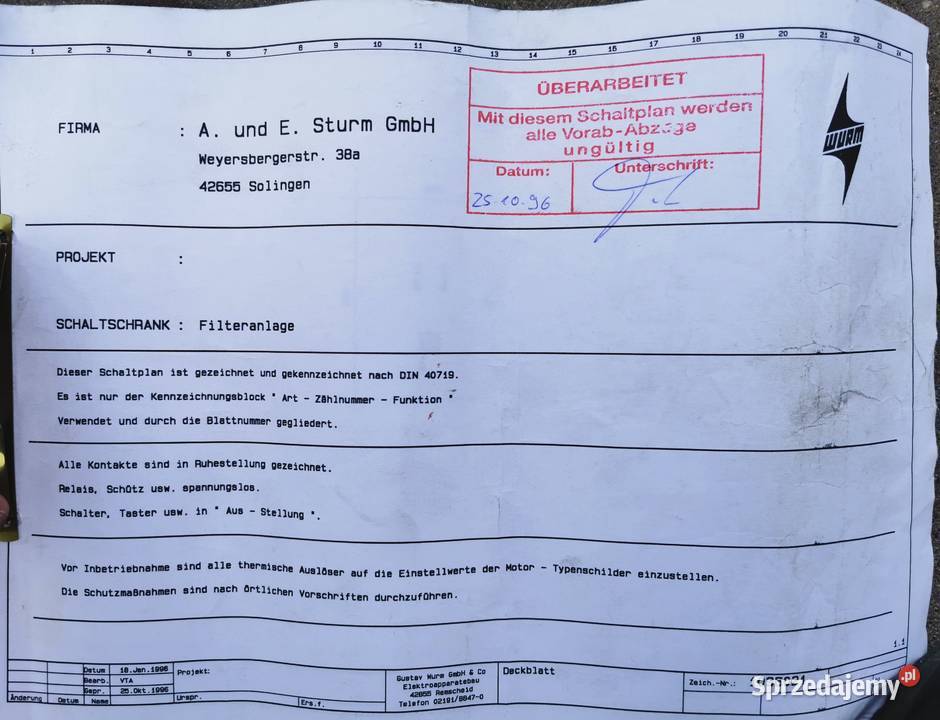 1 2 3 4 5 6 7 8 9 10 11 12 13 14 15 16 17 18 19 20 21 22 23 24
ÜBERARBEITET
Mit diesem Schaltplan werden
alle Vorab-Abzüge
ungültig
Datum: Unterschrift:
25.10.96
WURM
FIRMA : A. und E. Sturm GmbH
Weyersbergerstr. 38a
42655 Solingen
PROJEKT :
SCHALTSCHRANK : Filteranlage
Dieser Schaltplan ist gezeichnet und gekennzeichnet nach DIN 40719.
Es ist nur der Kennzeichnungsblock " Art - Zählnummer - Funktion "
Verwendet und durch die Blattnummer gegliedert.
Alle Kontakte sind in Ruhestellung gezeichnet.
Relais, Schütz usw. spannungslos.
Schalter, Taster usw. in " Aus - Stellung ".
Vor Inbetriebnahme sind alle thermische Auslöser auf die Einstellwerte der Motor - Typenschilder einzustellen.
Die Schutzmaßnahmen sind nach örtlichen Vorschriften durchzuführen.
1.1
Datum 18.Jan.1996
Bearb. VTA
Gepr. 25.Okt.1996
Änderung Datum Name
Projekt:
Urspr. Ers.f.
Gustav Wurm GmbH & Co
Elektroapparatebau
42855 Remscheid
Telefon 02191/8847-0
Deckblatt
Zeich.-Nr.:
Sprzedajemy.pl